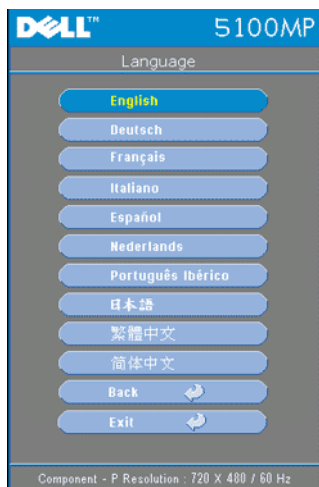 DELL™ 5100MP
Language
English
Deutsch
Français
Italiano
Español
Nederlands
Português Ibérico
日本語
繁體中文
简体中文
Back
Exit
Component - P Resolution : 720 X 480 / 60 Hz